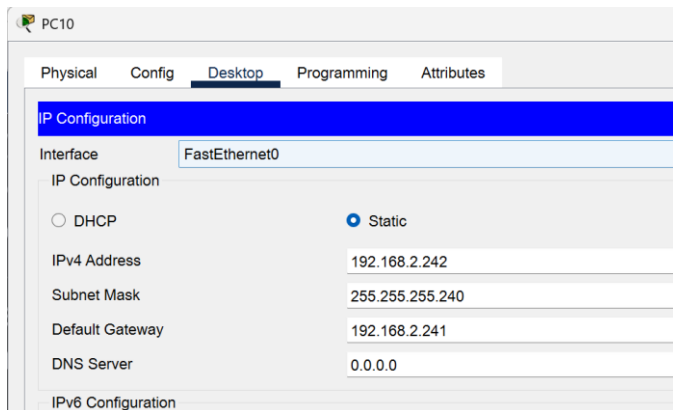 PC10
Physical Config Desktop Programming Attributes
IP Configuration
Interface FastEthernet0
IP Configuration
DHCP Static
IPv4 Address 192.168.2.242
Subnet Mask 255.255.255.240
Default Gateway 192.168.2.241
DNS Server 0.0.0.0
IPv6 Configuration